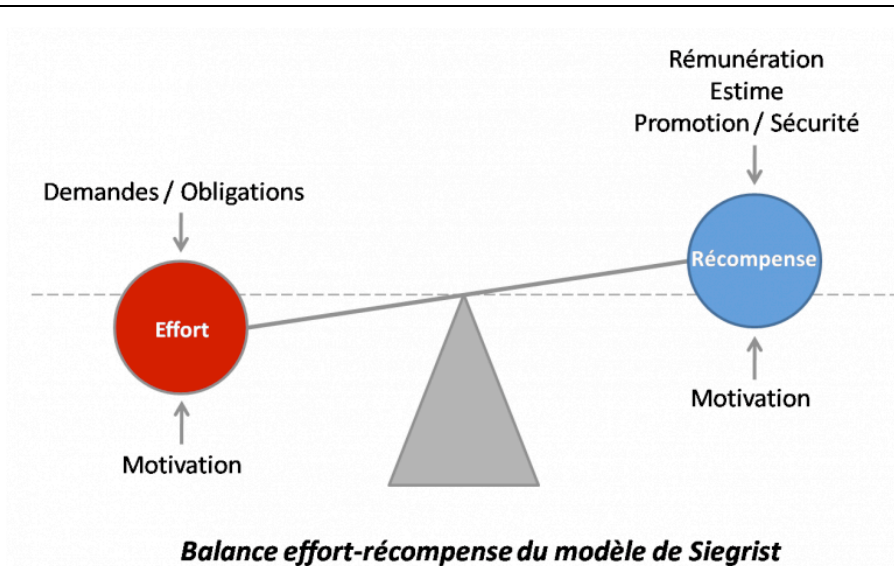 Rémunération
Estime
Promotion / Sécurité
Demandes / Obligations
Récompense
Effort
Motivation
Motivation
Balance effort-récompense du modèle de Siegrist